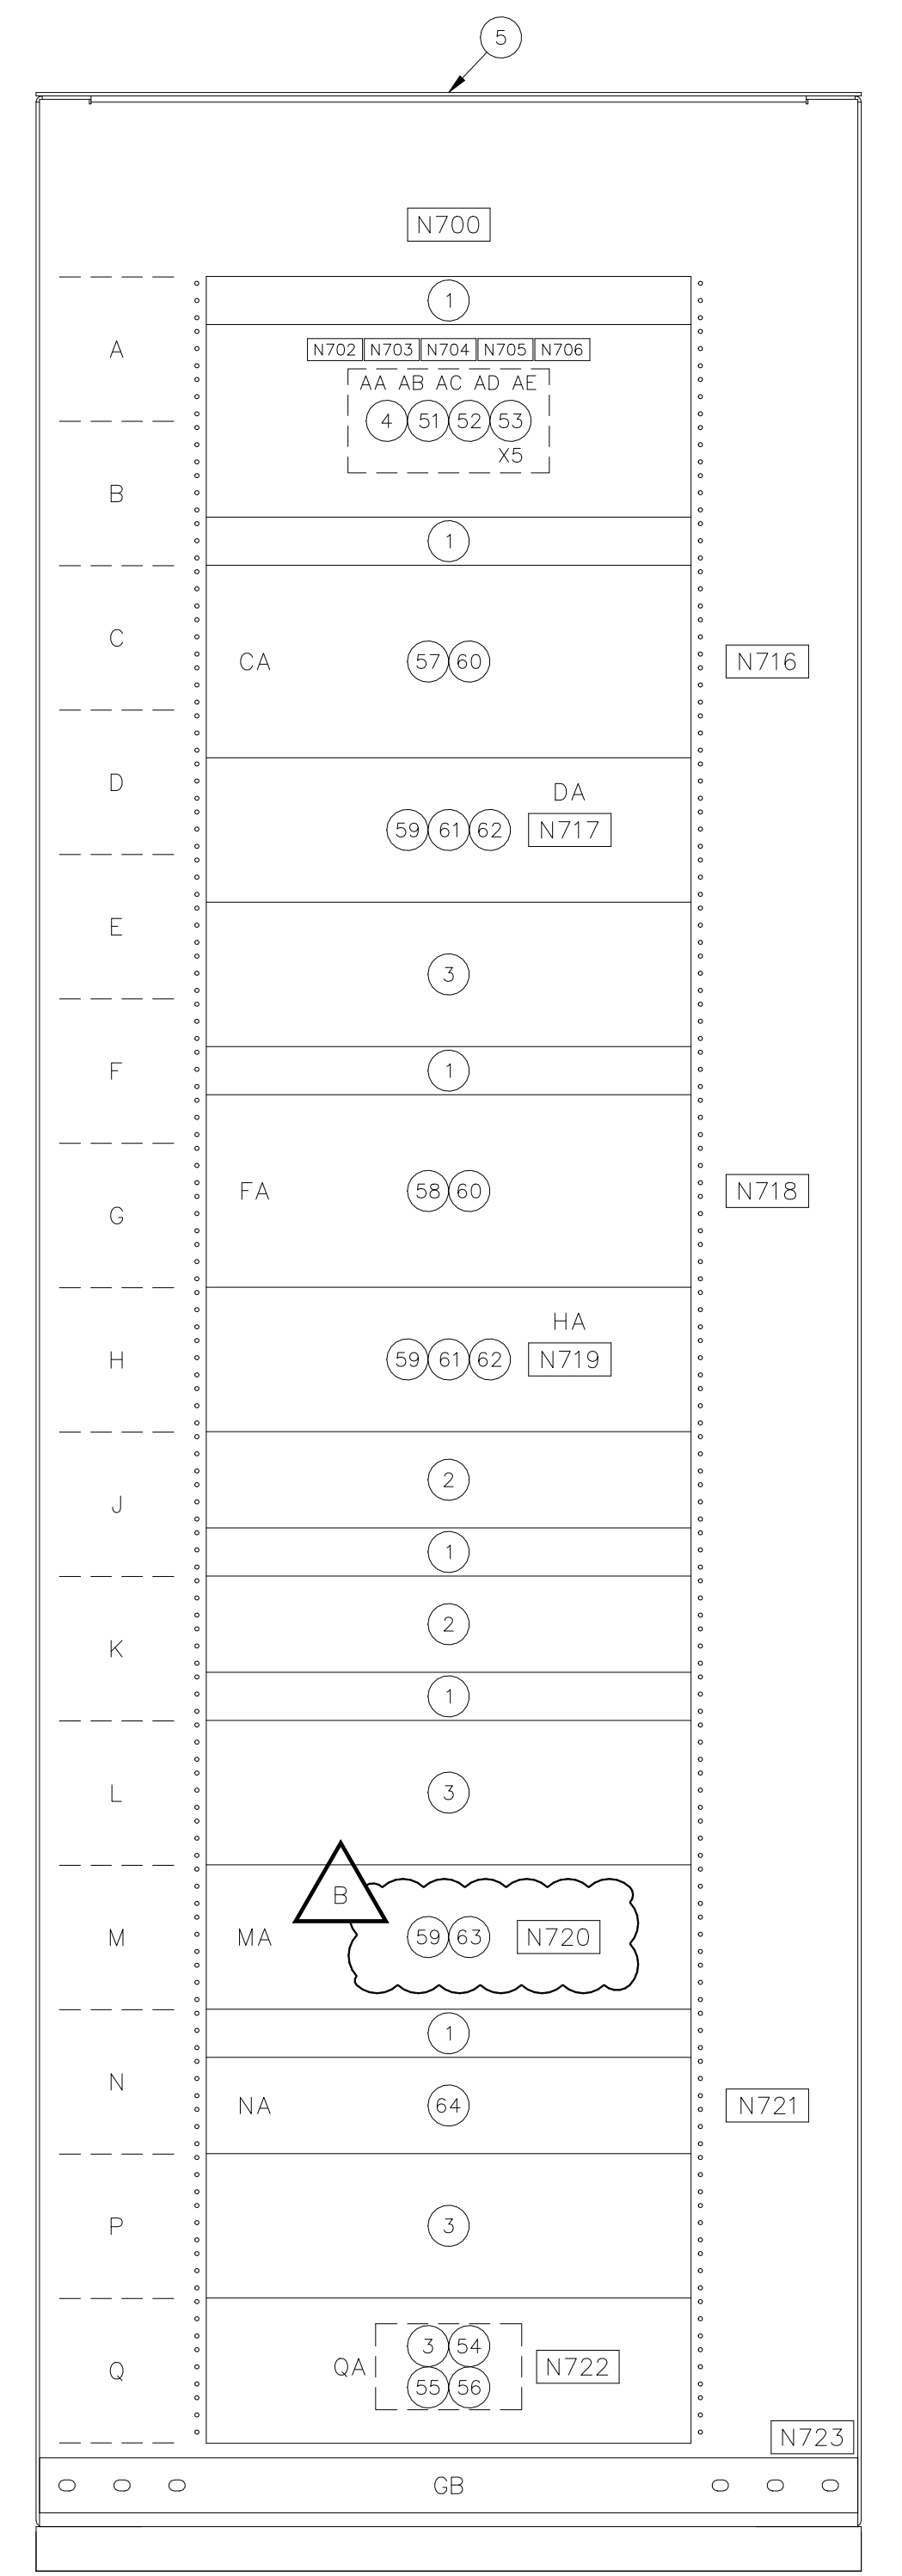 5
N700
1
A
N702 N703 N704 N705 N706
AA AB AC AD AE
4 51 52 53
X5
B
1
C
CA 57 60 N716
D
DA
59 61 62 N717
E
3
F
1
FA 58 60 N718
G
HA
H 59 61 62 N719
2
J
1
2
K
1
L 3
B
M MA 59 63 N720
1
N
NA 64 N721
P 3
3 54
Q QA N722
55 56
N723
GB